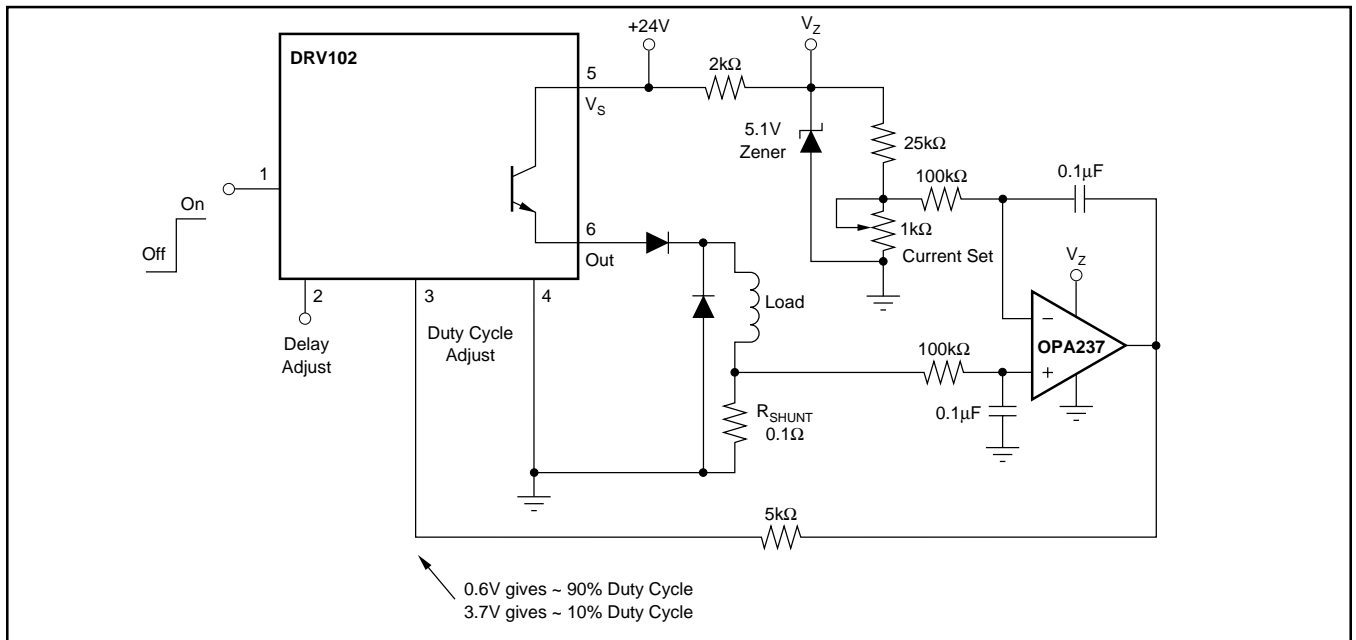 DRV102
+24V
V_Z
5
V_S
2kΩ
5.1V
Zener
25kΩ
100kΩ
0.1µF
1
On
Off
6
Out
1kΩ
Current Set
V_Z
2
3
4
Delay
Adjust
Duty Cycle
Adjust
Load
100kΩ
−
OPA237
+
0.1µF
R_SHUNT
0.1Ω
5kΩ
0.6V gives ~ 90% Duty Cycle
3.7V gives ~ 10% Duty Cycle